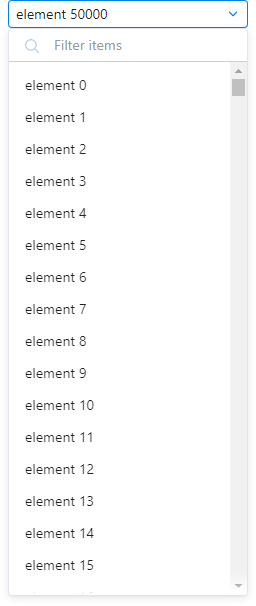 element 50000
Filter items
element 0
element 1
element 2
element 3
element 4
element 5
element 6
element 7
element 8
element 9
element 10
element 11
element 12
element 13
element 14
element 15